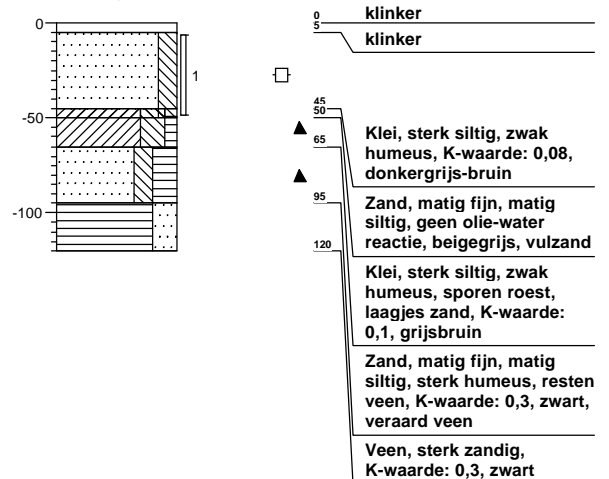 0
-50
-100
1
0
5
45
50
65
95
120
klinker
klinker
Klei, sterk siltig, zwak
humeus, K-waarde: 0,08,
donkergrijs-bruin
Zand, matig fijn, matig
siltig, geen olie-water
reactie, beigegrijs, vulzand
Klei, sterk siltig, zwak
humeus, sporen roest,
laagjes zand, K-waarde:
0,1, grijsbruin
Zand, matig fijn, matig
siltig, sterk humeus, resten
veen, K-waarde: 0,3, zwart,
veraard veen
Veen, sterk zandig,
K-waarde: 0,3, zwart